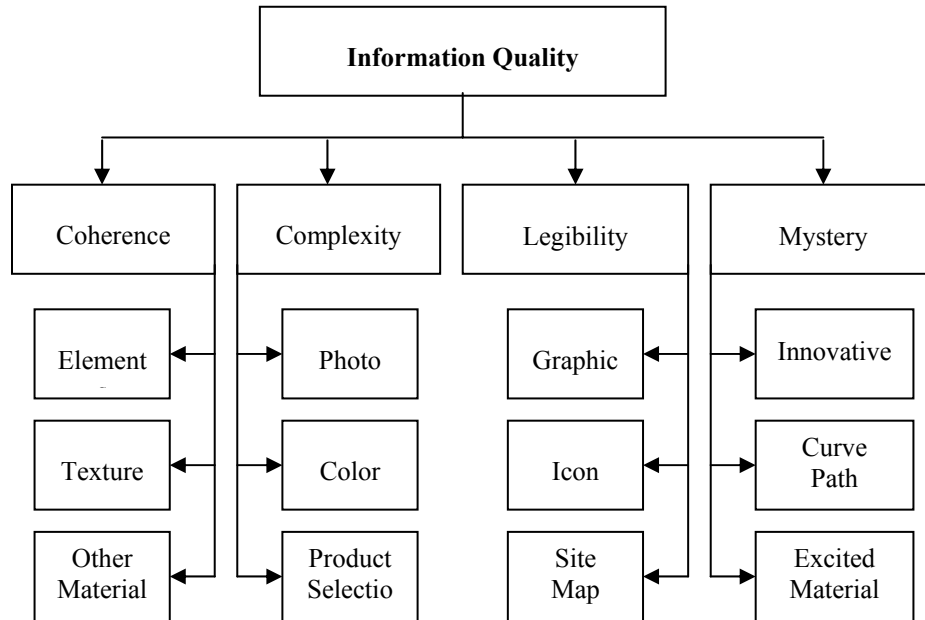 Information Quality
Coherence
Complexity
Legibility
Mystery
Element
Photo
Graphic
Innovative
Texture
Color
Icon
Curve
Path
Other
Material
Product
Selectio
Site
Map
Excited
Material